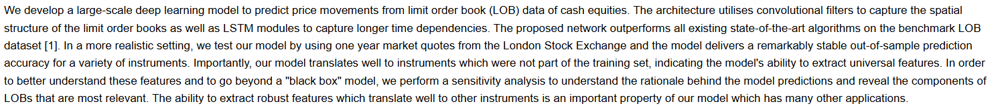 We develop a large-scale deep learning model to predict price movements from limit order book (LOB) data of cash equities. The architecture utilises convolutional filters to capture the spatial
structure of the limit order books as well as LSTM modules to capture longer time dependencies. The proposed network outperforms all existing state-of-the-art algorithms on the benchmark LOB
dataset [1]. In a more realistic setting, we test our model by using one year market quotes from the London Stock Exchange and the model delivers a remarkably stable out-of-sample prediction
accuracy for a variety of instruments. Importantly, our model translates well to instruments which were not part of the training set, indicating the model's ability to extract universal features. In order
to better understand these features and to go beyond a "black box" model, we perform a sensitivity analysis to understand the rationale behind the model predictions and reveal the components of
LOBs that are most relevant. The ability to extract robust features which translate well to other instruments is an important property of our model which has many other applications.